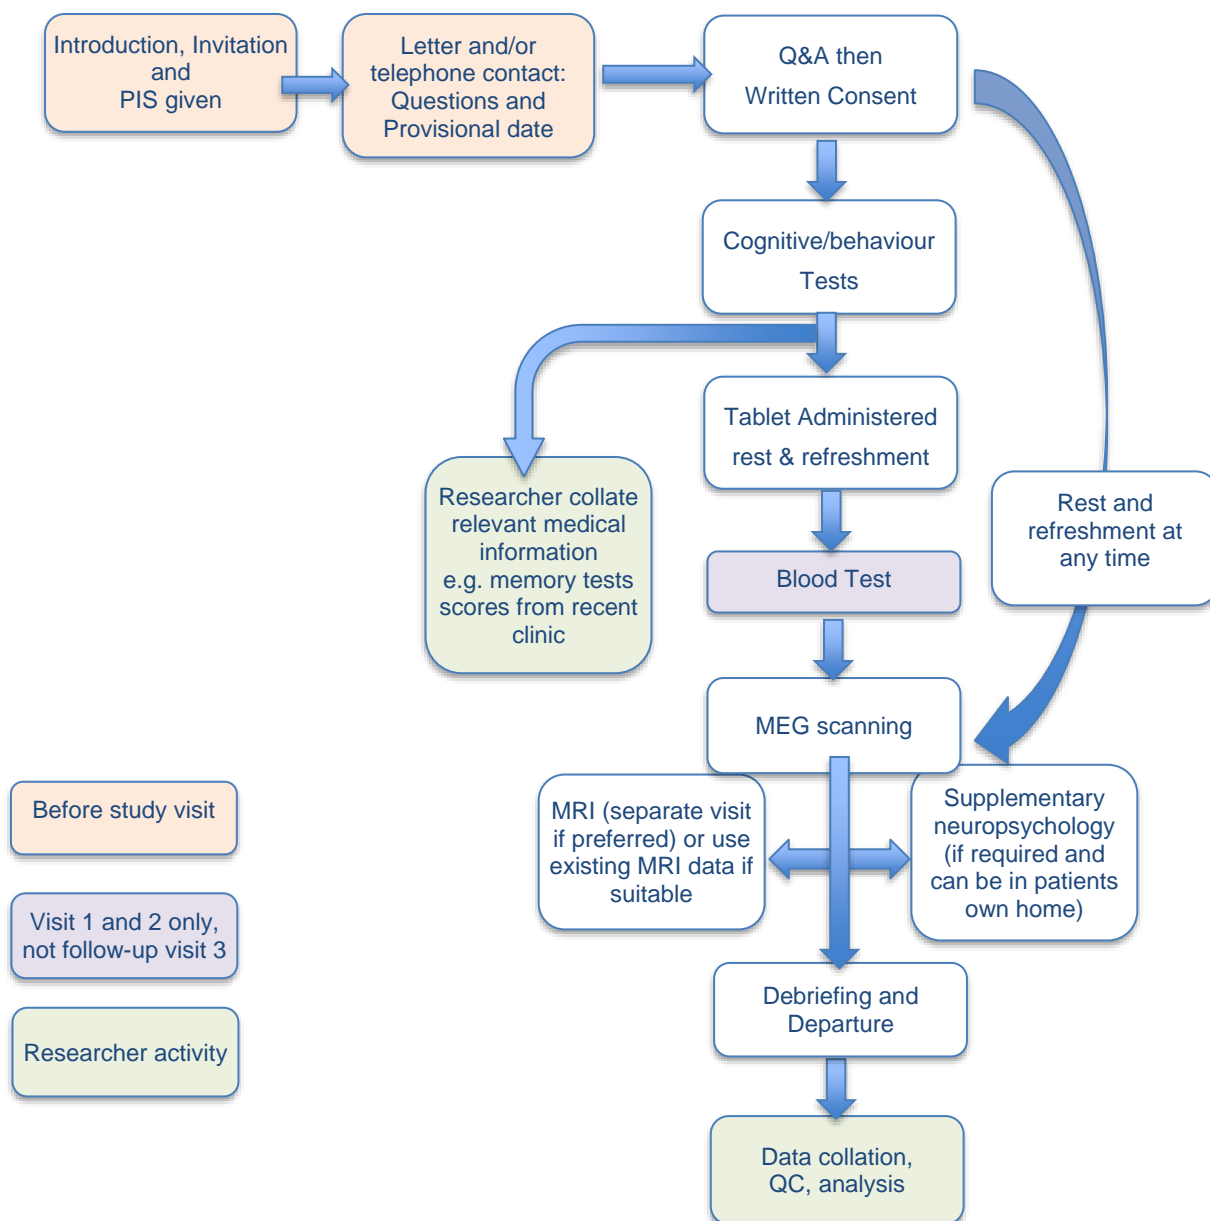 Introduction, Invitation
and
PIS given
Letter and/or
telephone contact:
Questions and
Provisional date
Q&A then
Written Consent
Cognitive/behaviour
Tests
Tablet Administered
rest & refreshment
Researcher collate
relevant medical
information
e.g. memory tests
scores from recent
clinic
Rest and
refreshment at
any time
Blood Test
MEG scanning
MRI (separate visit
if preferred) or use
existing MRI data if
suitable
Supplementary
neuropsychology
(if required and
can be in patients
own home)
Before study visit
Visit 1 and 2 only,
not follow-up visit 3
Researcher activity
Debriefing and
Departure
Data collation,
QC, analysis